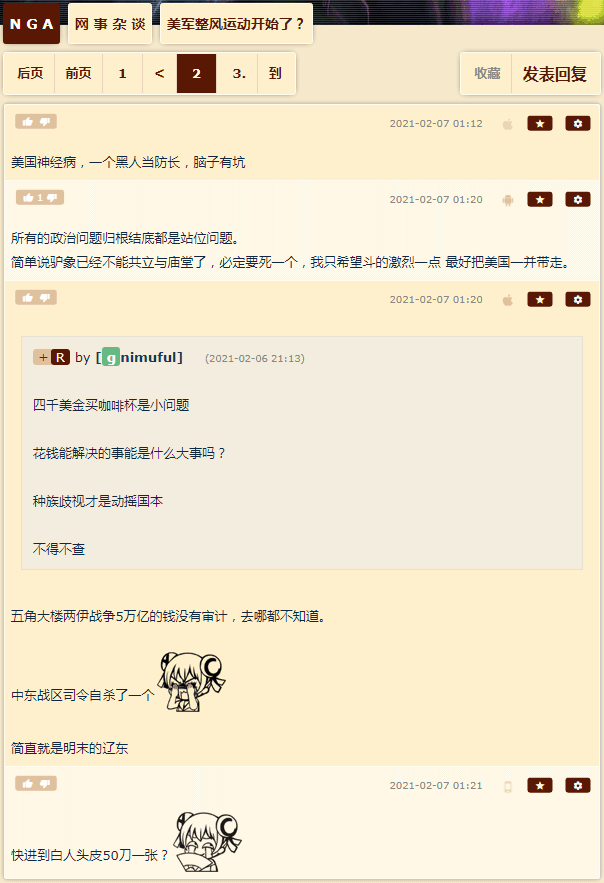 NGA 网事杂谈 美军整风运动开始了？
后页 前页 1 < 2 3. 到 收藏 发表回复
2021-02-07 01:12
美国神经病，一个黑人当防长，脑子有坑
1 2021-02-07 01:20
所有的政治问题归根结底都是站位问题。
简单说驴象已经不能共立与庙堂了，必定要死一个，我只希望斗的激烈一点 最好把美国一并带走。
2021-02-07 01:20
+ R by [gnimuful] (2021-02-06 21:13)
四千美金买咖啡杯是小问题
花钱能解决的事能是什么大事吗？
种族歧视才是动摇国本
不得不查
五角大楼两伊战争5万亿的钱没有审计，去哪都不知道。
中东战区司令自杀了一个
简直就是明末的辽东
2021-02-07 01:21
快进到白人头皮50刀一张？